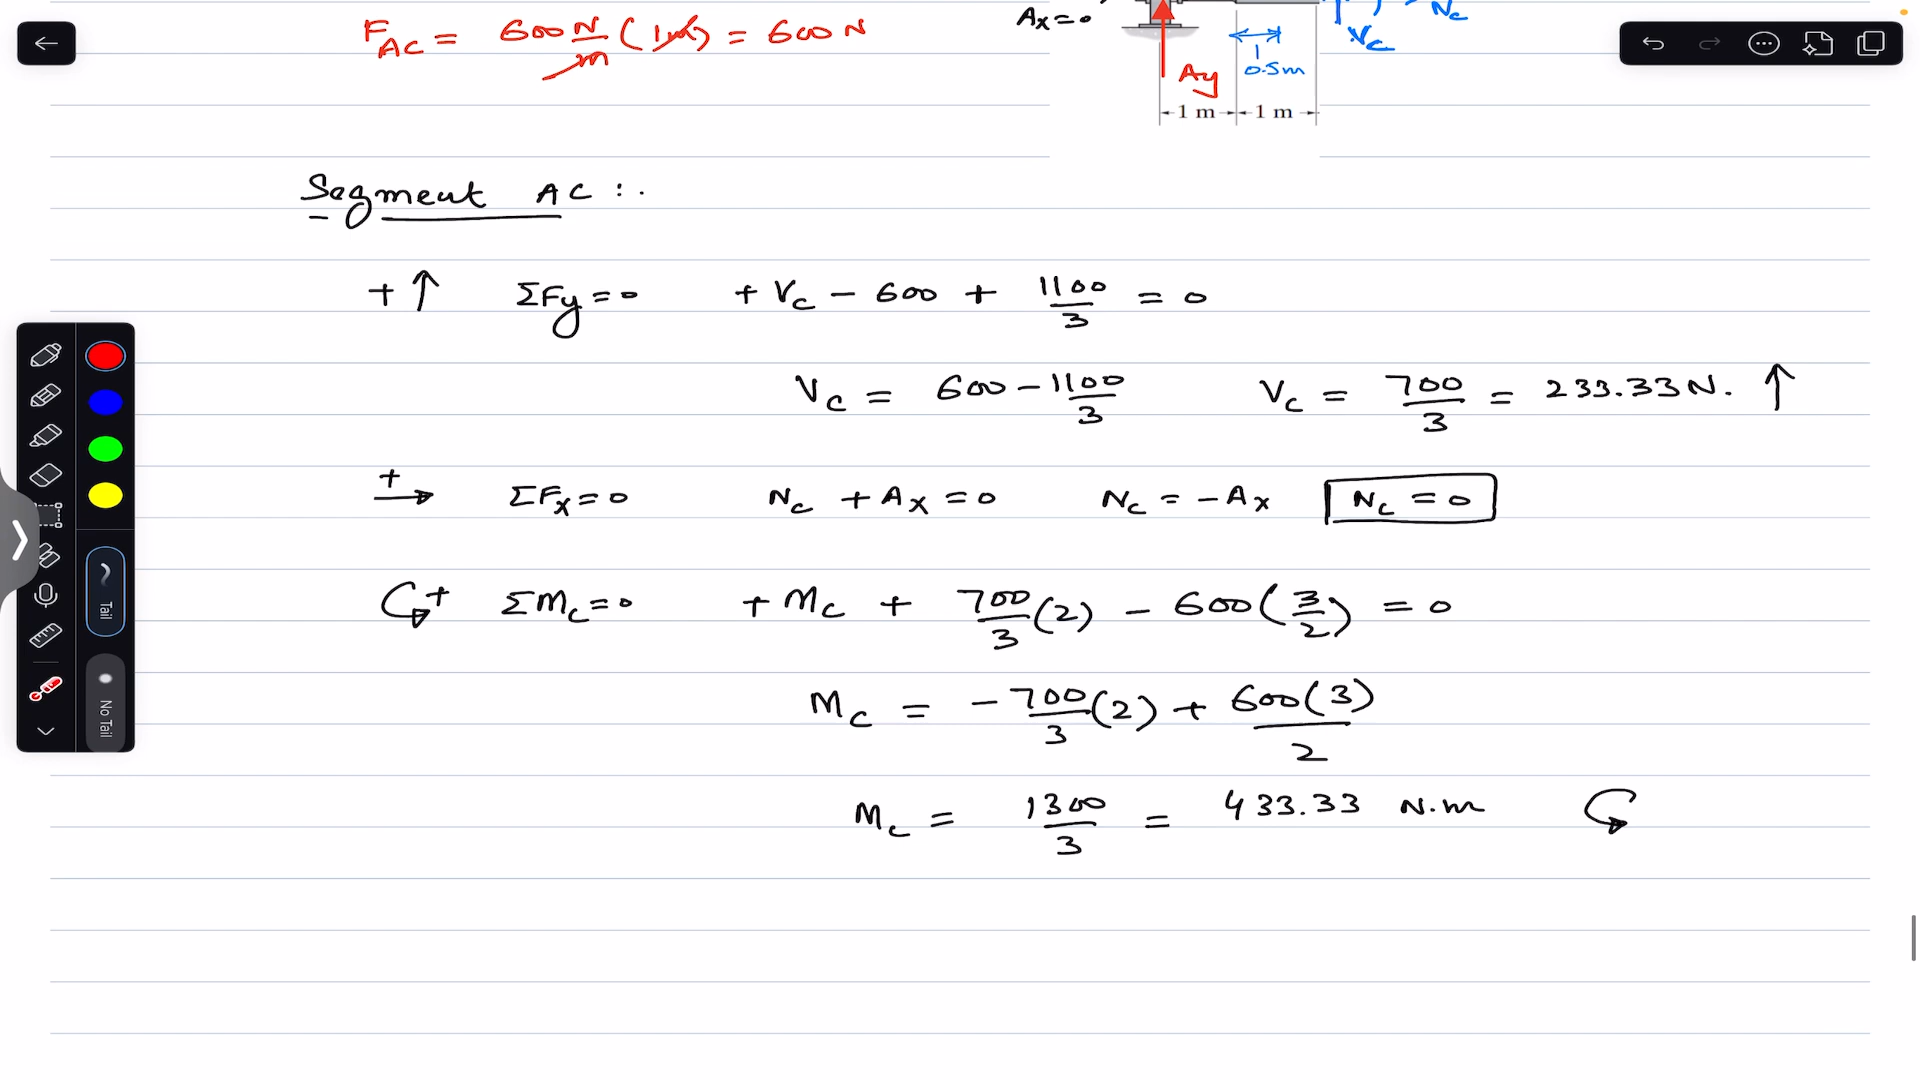 F_AC = 600 N/m (1m) = 600 N
Ax=0
Nc
Vc
Ay
0.5m
1 m 1 m
Segment AC :.
+ ↑ ΣFy=0 + Vc - 600 + 1100/3 = 0
Vc = 600 - 1100/3 Vc = 700/3 = 233.33 N. ↑
+→ ΣFx=0 Nc + Ax = 0 Nc = -Ax Nc = 0
+ ΣMc=0 + Mc + 700/3 (2) - 600 (3/2) = 0
Mc = - 700/3 (2) + 600(3)/2
Mc = 1300/3 = 433.33 N.m
Tail
No Tail